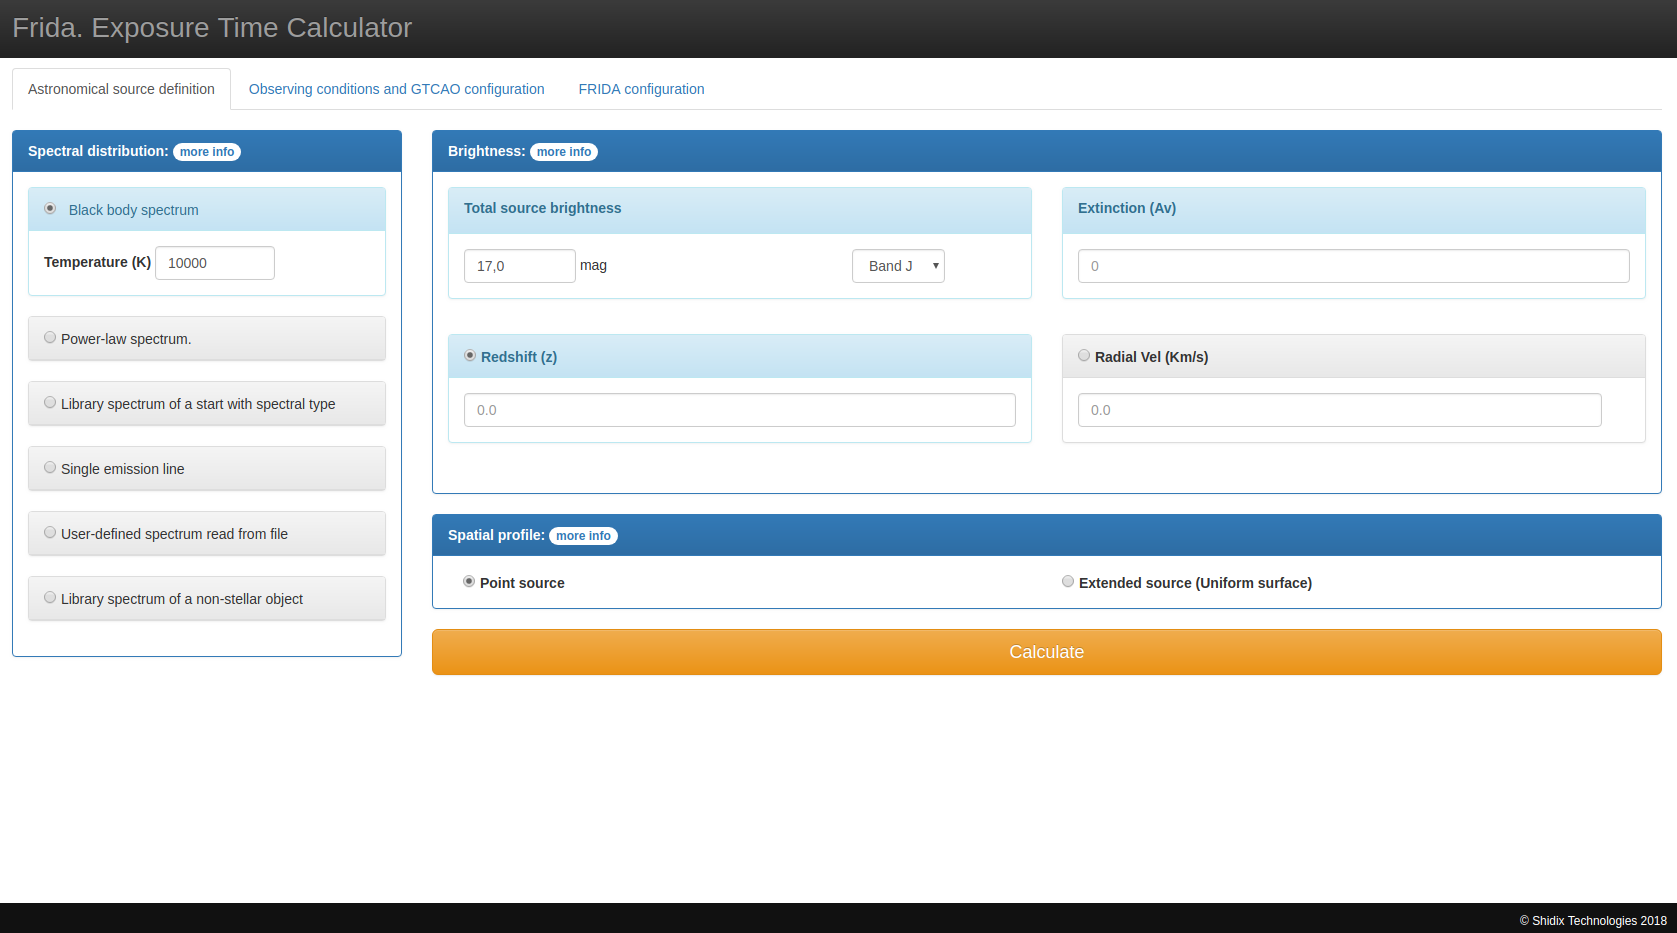 Frida. Exposure Time Calculator
Astronomical source definition
Observing conditions and GTCAO configuration
FRIDA configuration
Spectral distribution: more info
Black body spectrum
Temperature (K) 10000
Power-law spectrum.
Library spectrum of a start with spectral type
Single emission line
User-defined spectrum read from file
Library spectrum of a non-stellar object
Brightness: more info
Total source brightness
17,0 mag
Band J
Extinction (Av)
0
Redshift (z)
0.0
Radial Vel (Km/s)
0.0
Spatial profile: more info
Point source
Extended source (Uniform surface)
Calculate
© Shidix Technologies 2018